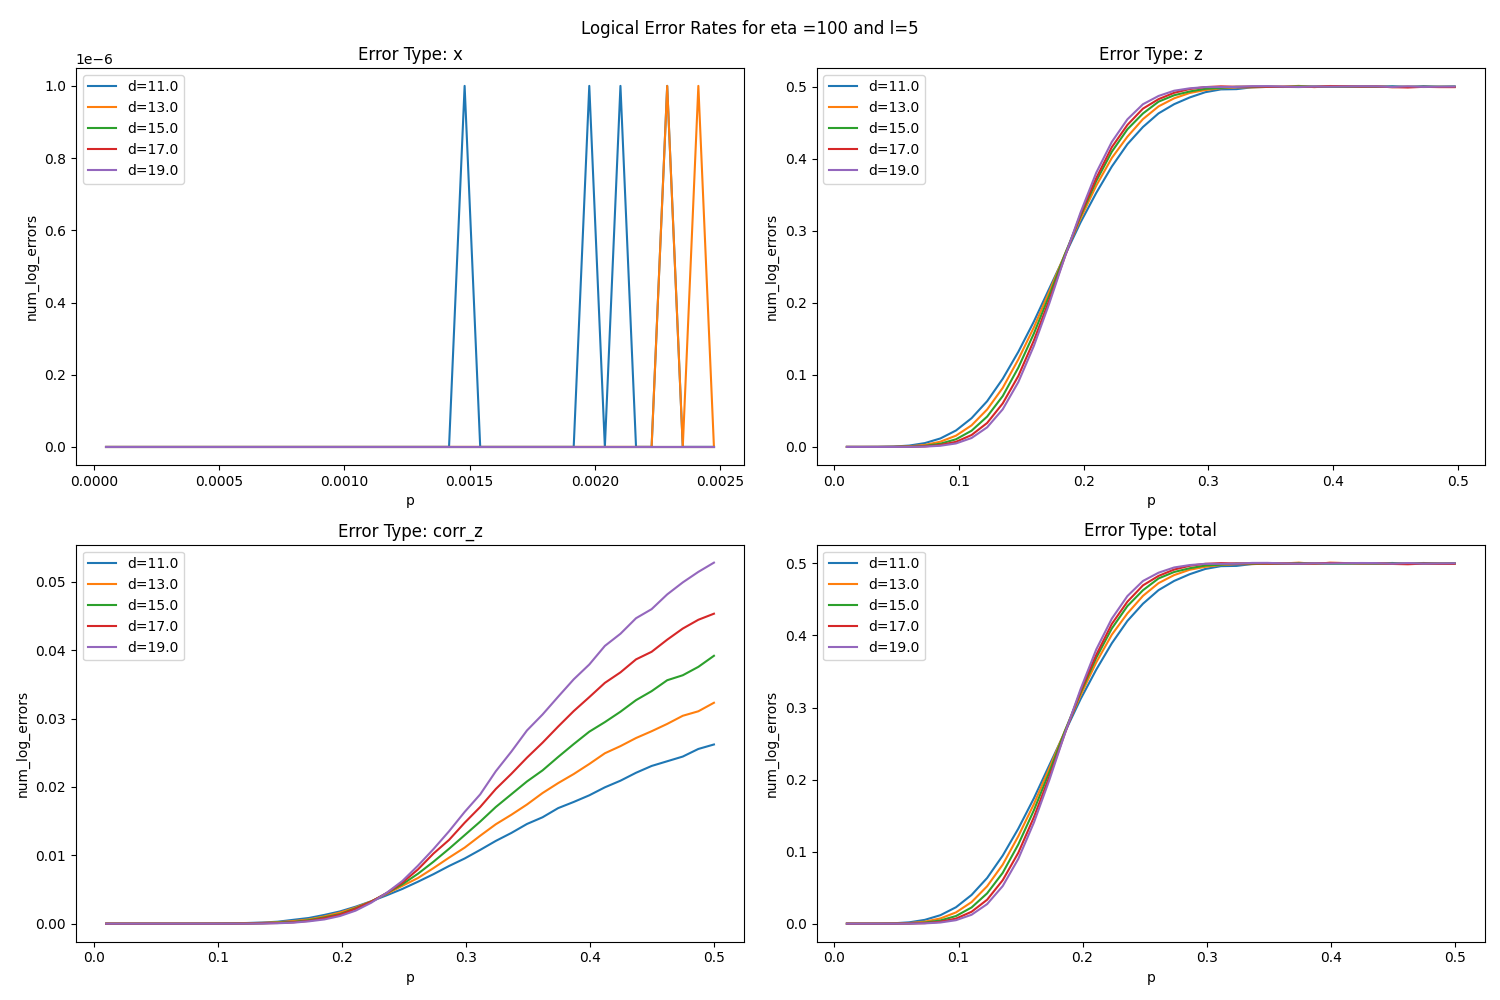 Logical Error Rates for eta =100 and l=5
Error Type: x
1e−6
d=11.0
d=13.0
d=15.0
d=17.0
d=19.0
1.0
0.8
0.6
0.4
0.2
0.0
num_log_errors
0.0000
0.0005
0.0010
0.0015
0.0020
0.0025
p
Error Type: z
d=11.0
d=13.0
d=15.0
d=17.0
d=19.0
0.5
0.4
0.3
0.2
0.1
0.0
num_log_errors
0.0
0.1
0.2
0.3
0.4
0.5
p
Error Type: corr_z
d=11.0
d=13.0
d=15.0
d=17.0
d=19.0
0.05
0.04
0.03
0.02
0.01
0.00
num_log_errors
0.0
0.1
0.2
0.3
0.4
0.5
p
Error Type: total
d=11.0
d=13.0
d=15.0
d=17.0
d=19.0
0.5
0.4
0.3
0.2
0.1
0.0
num_log_errors
0.0
0.1
0.2
0.3
0.4
0.5
p